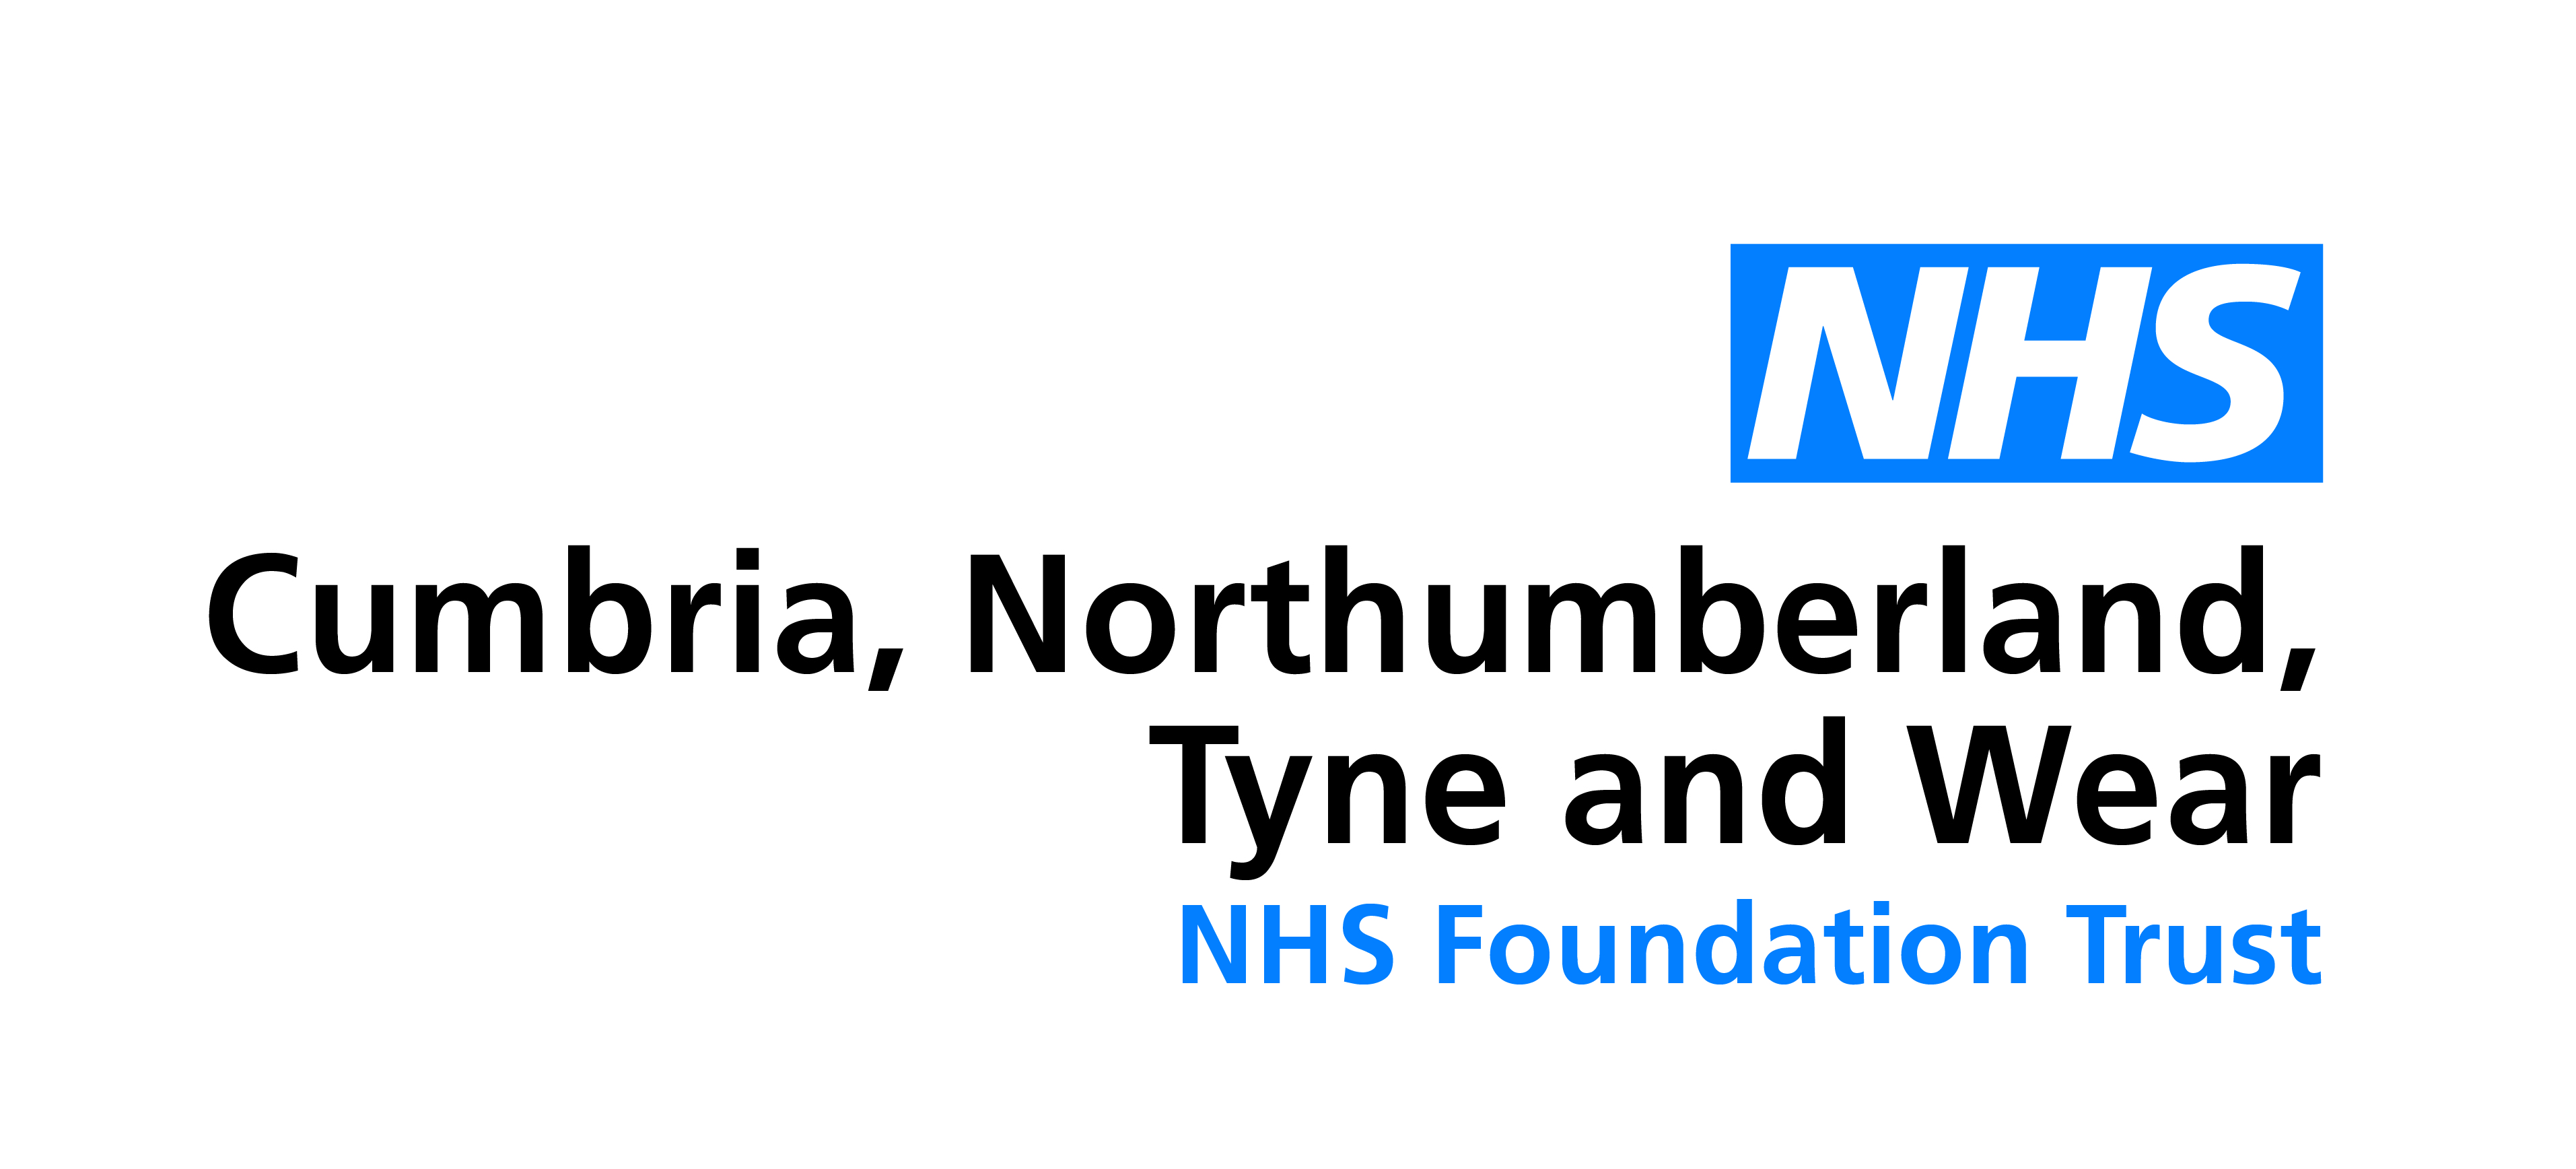 NHS
Cumbria, Northumberland,
Tyne and Wear
NHS Foundation Trust